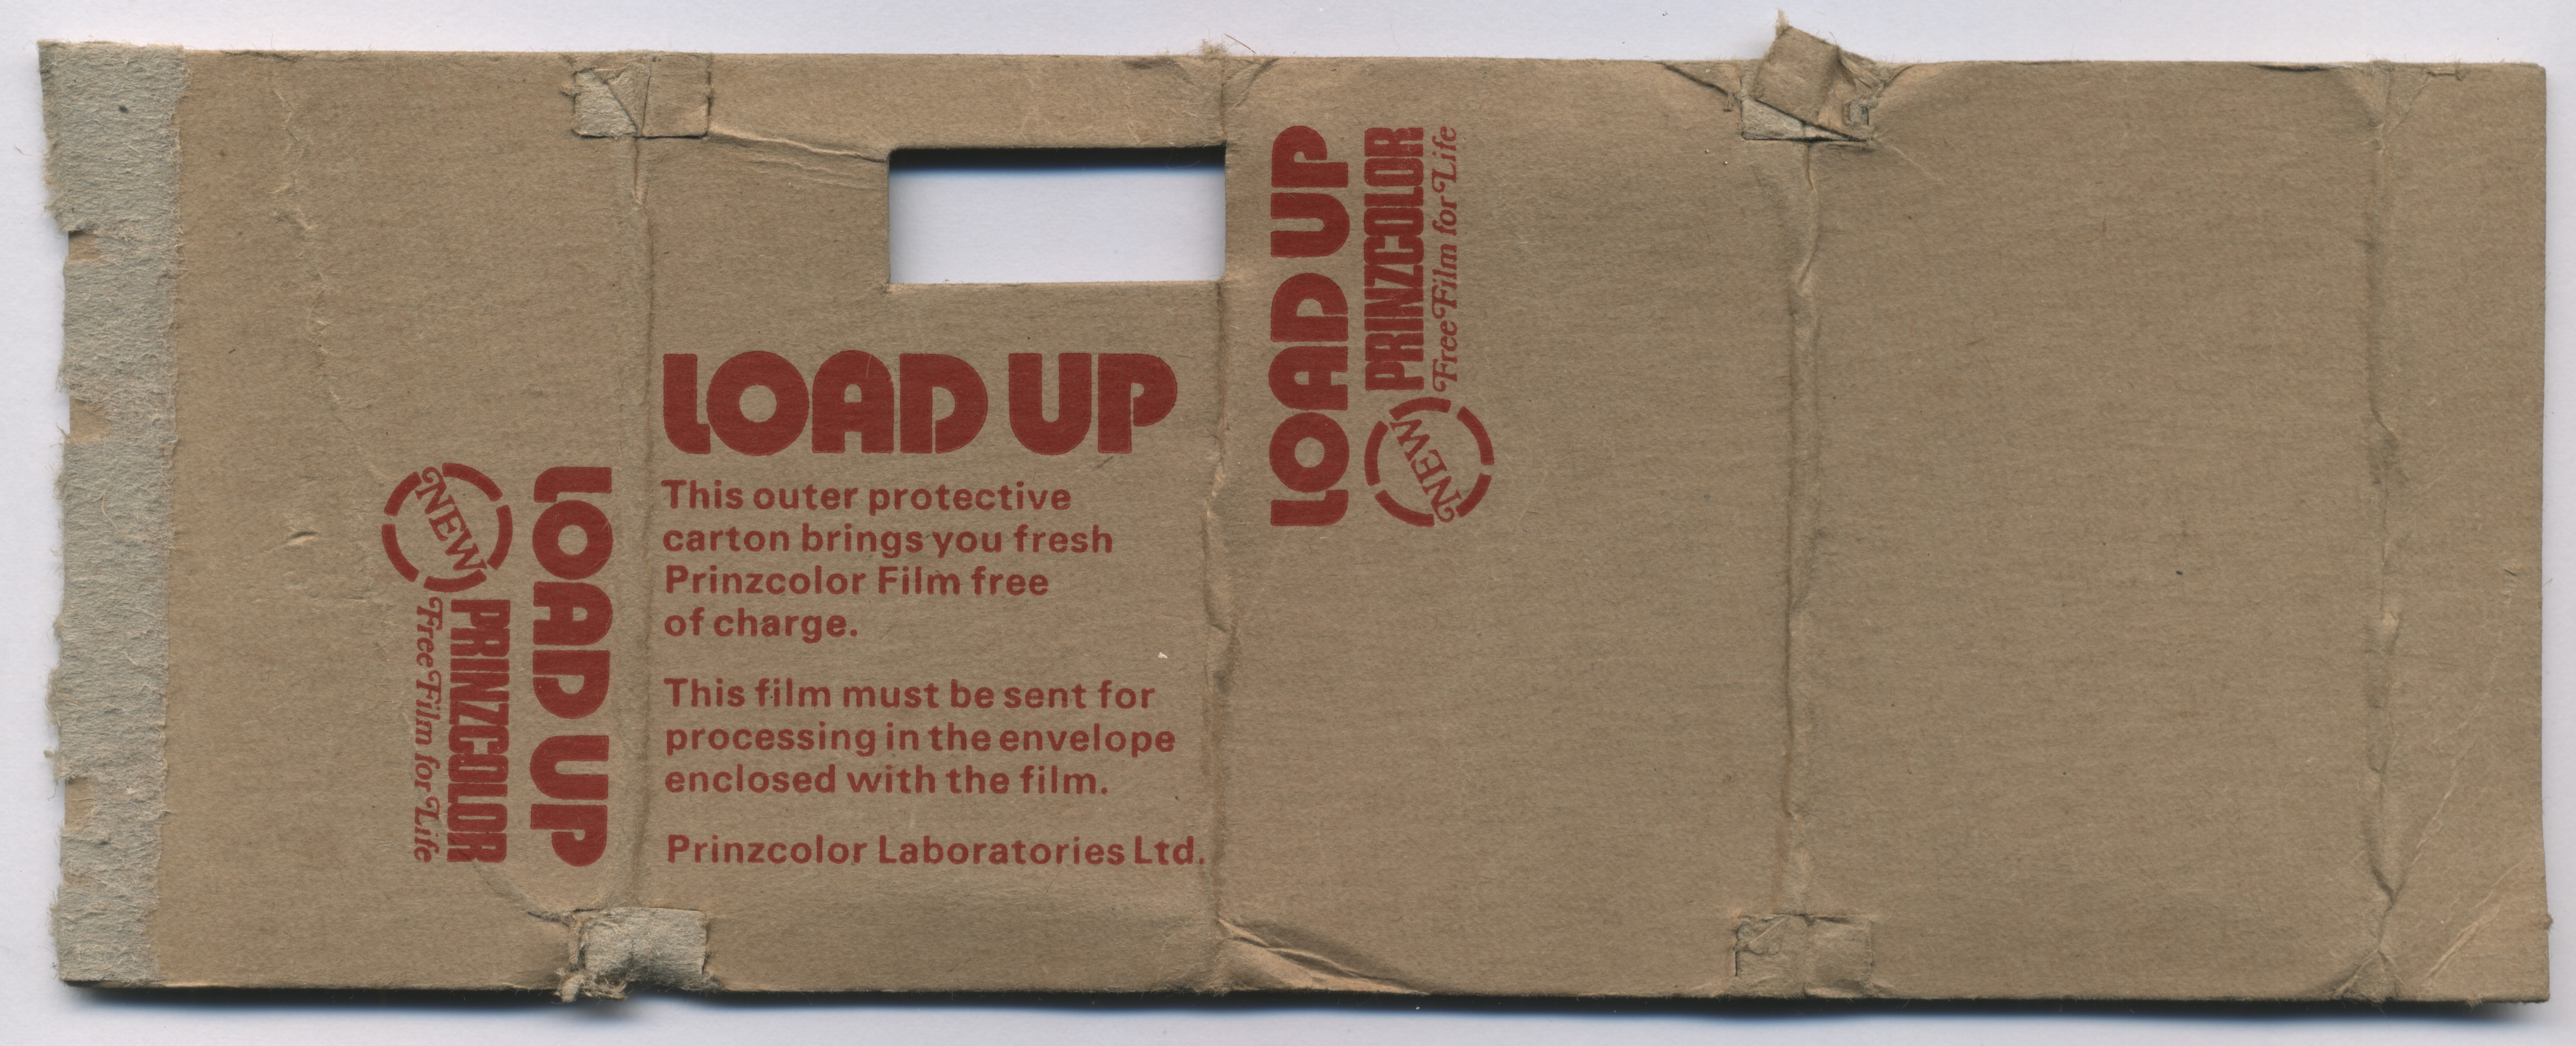 LOAD UP
NEW
PRINZCOLOR
Free Film for Life
LOAD UP
This outer protective
carton brings you fresh
Prinzcolor Film free
of charge.
This film must be sent for
processing in the envelope
enclosed with the film.
Prinzcolor Laboratories Ltd.
LOAD UP
NEW
PRINZCOLOR
Free Film for Life